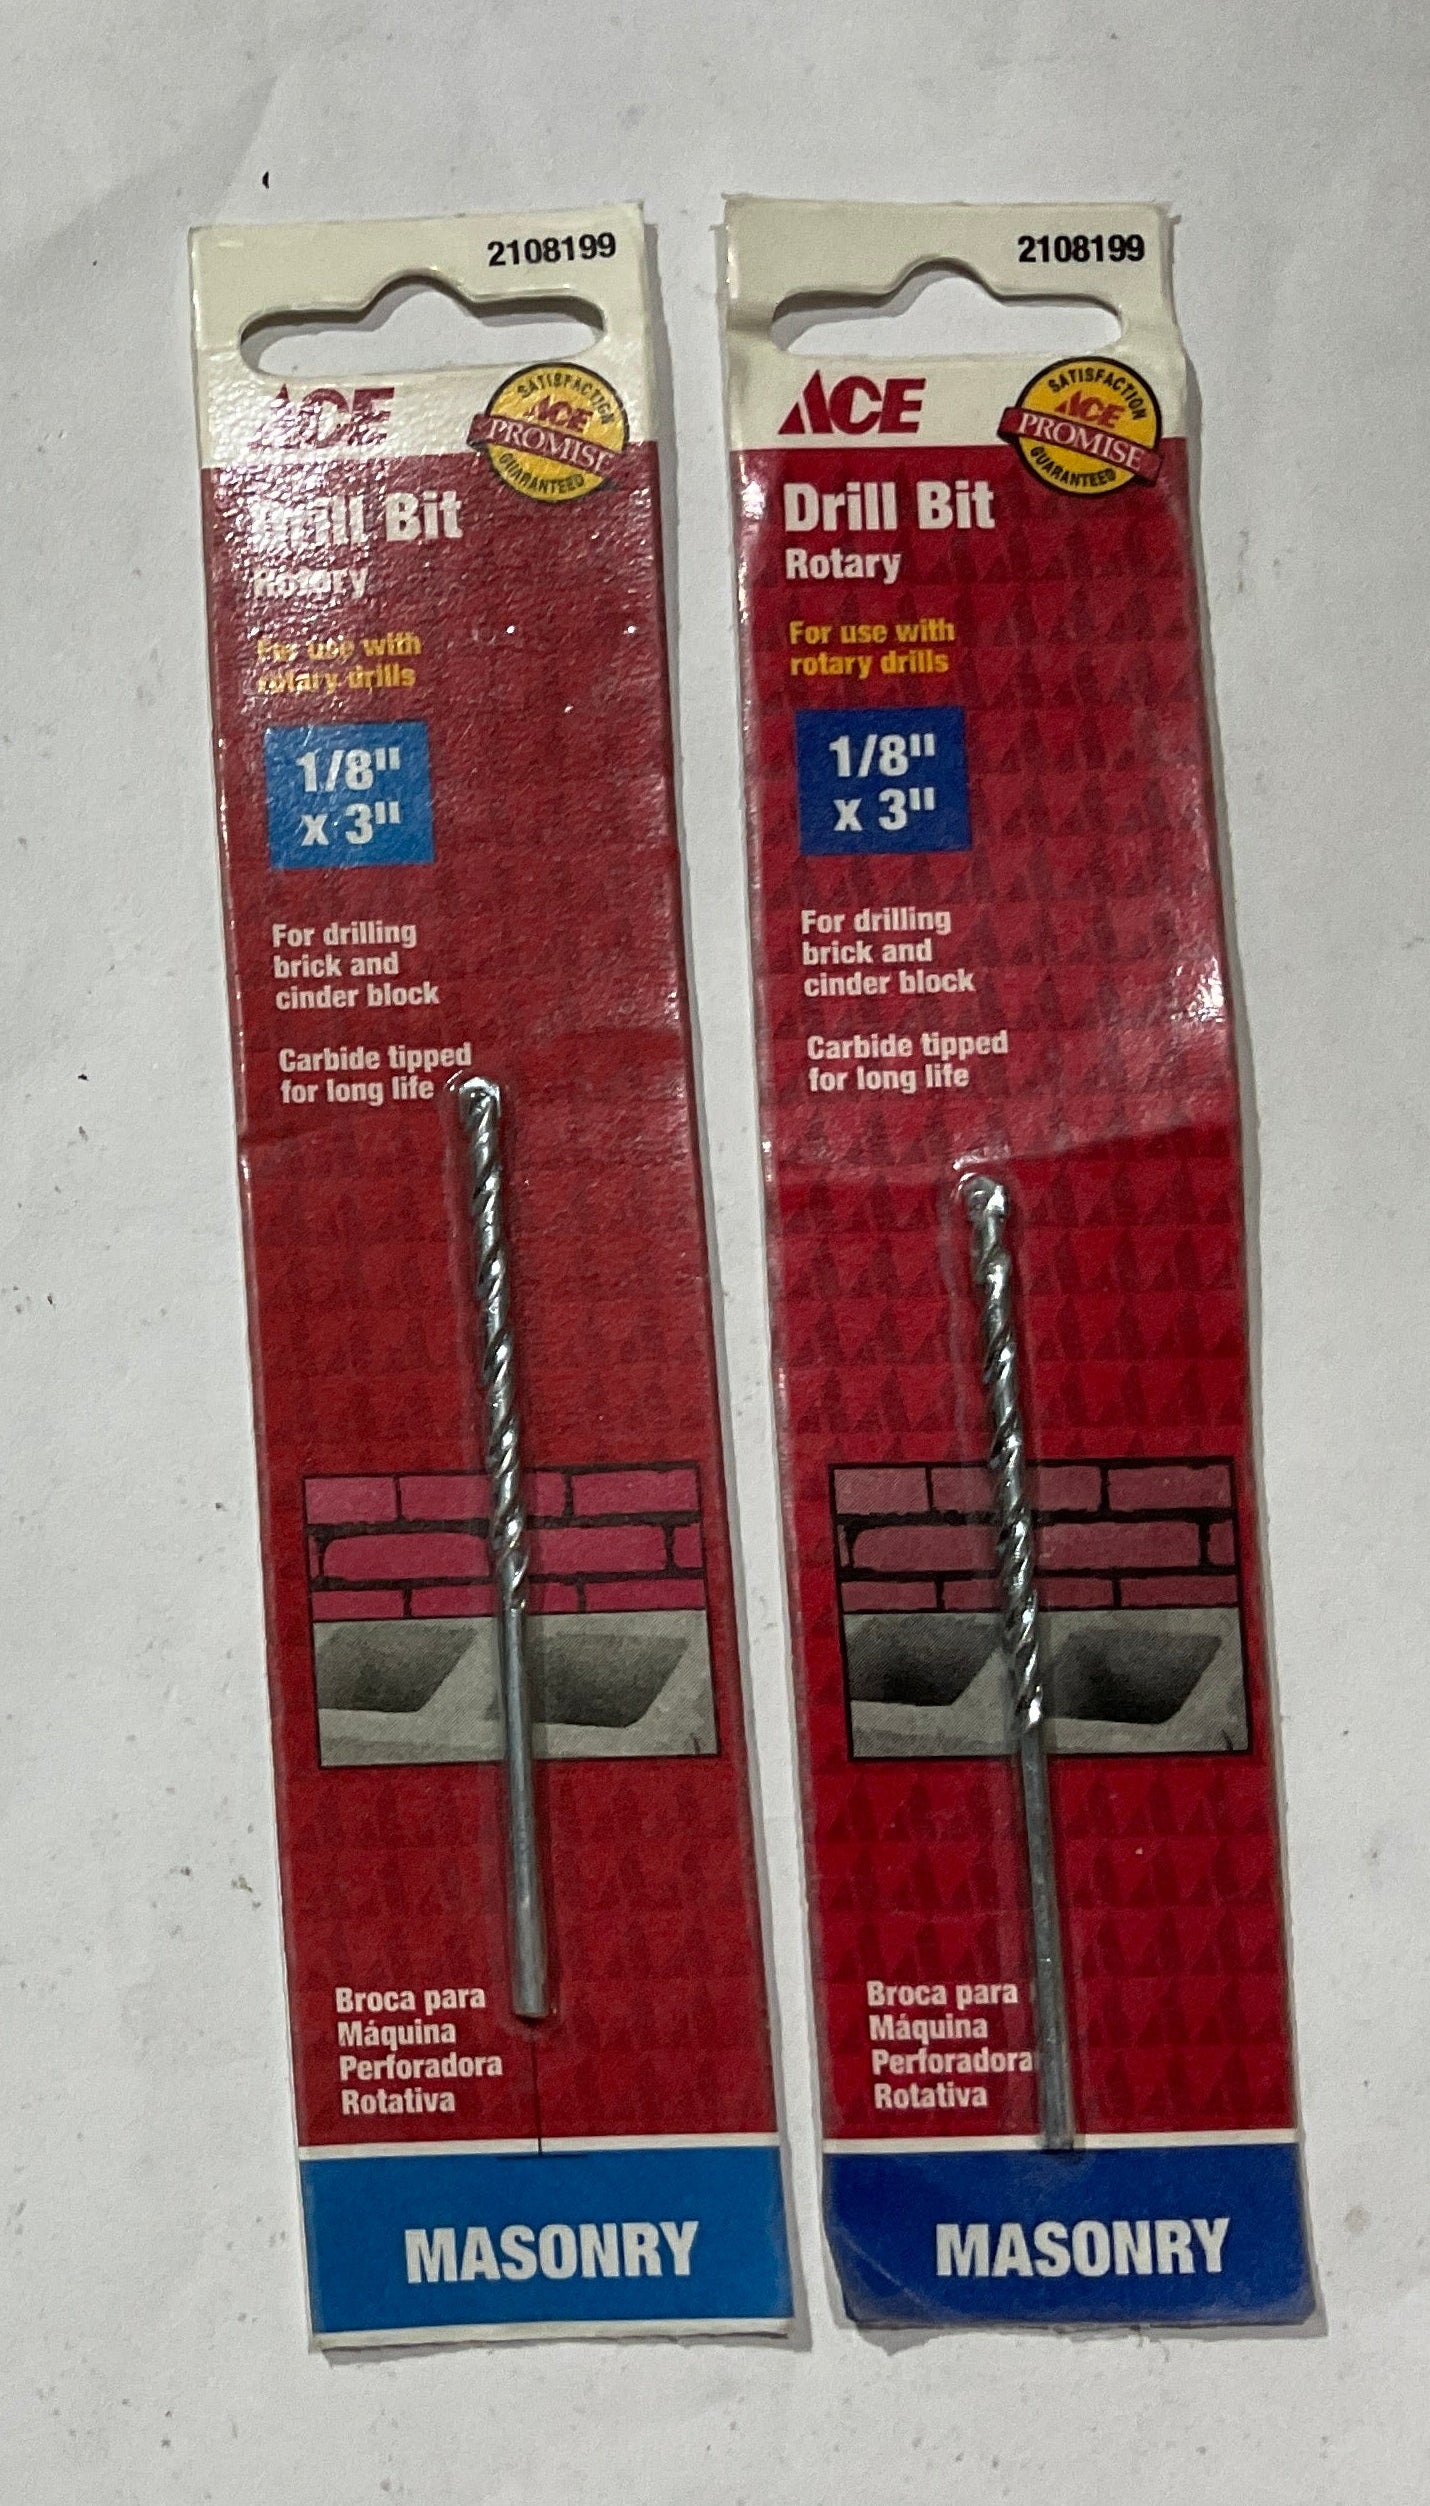 2108199
ACE
SATISFACTION
ACE
PROMISE
GUARANTEED
Drill Bit
Rotary
For use with
rotary drills
1/8"
x 3"
For drilling
brick and
cinder block
Carbide tipped
for long life
Broca para
Máquina
Perforadora
Rotativa
MASONRY
2108199
ACE
SATISFACTION
ACE
PROMISE
GUARANTEED
Drill Bit
Rotary
For use with
rotary drills
1/8"
x 3"
For drilling
brick and
cinder block
Carbide tipped
for long life
Broca para
Máquina
Perforadora
Rotativa
MASONRY